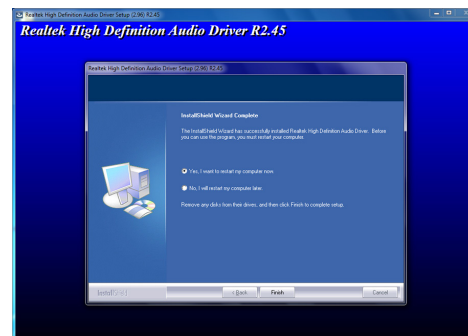 Realtek High Definition Audio Driver Setup (2.96) R2.45
Realtek High Definition Audio Driver R2.45
Realtek High Definition Audio Driver Setup (2.96) R2.45
InstallShield Wizard Complete
The InstallShield Wizard has successfully installed Realtek High Definition Audio Driver. Before
you can use the program, you must restart your computer.
Yes, I want to restart my computer now.
No, I will restart my computer later.
Remove any disks from their drives, and then click Finish to complete setup.
InstallShield
< Back
Finish
Cancel